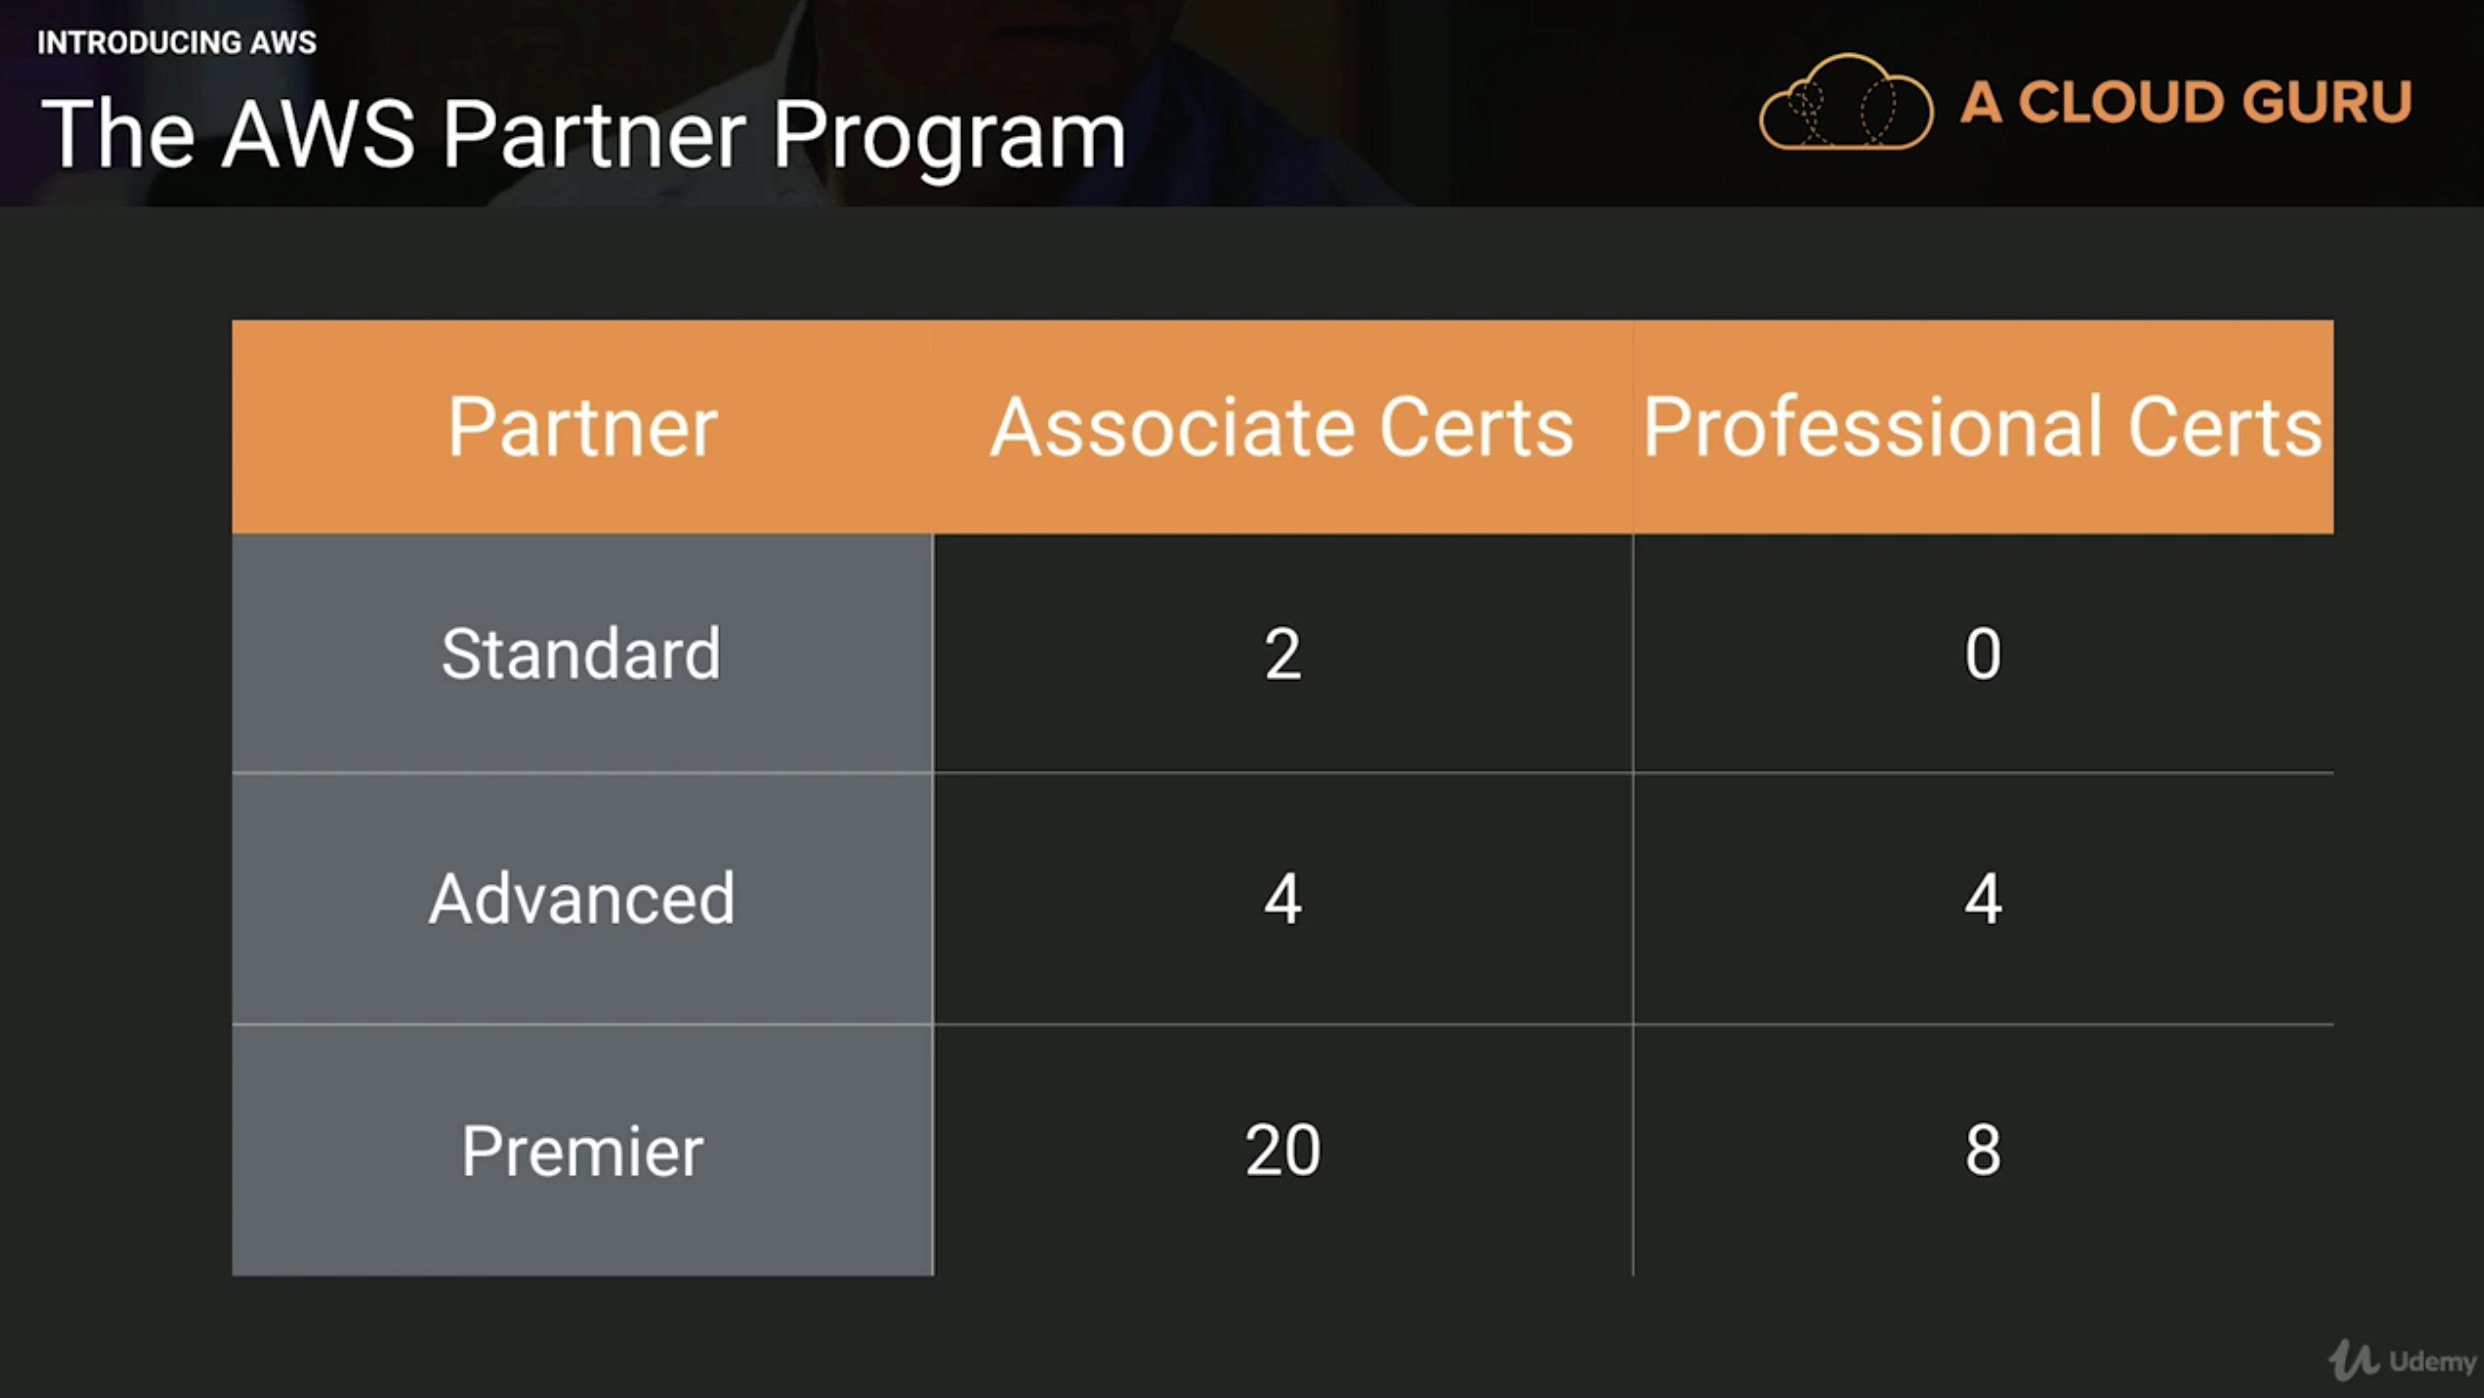 INTRODUCING AWS
The AWS Partner Program
A CLOUD GURU
Partner Associate Certs Professional Certs
Standard 2 0
Advanced 4 4
Premier 20 8
Udemy